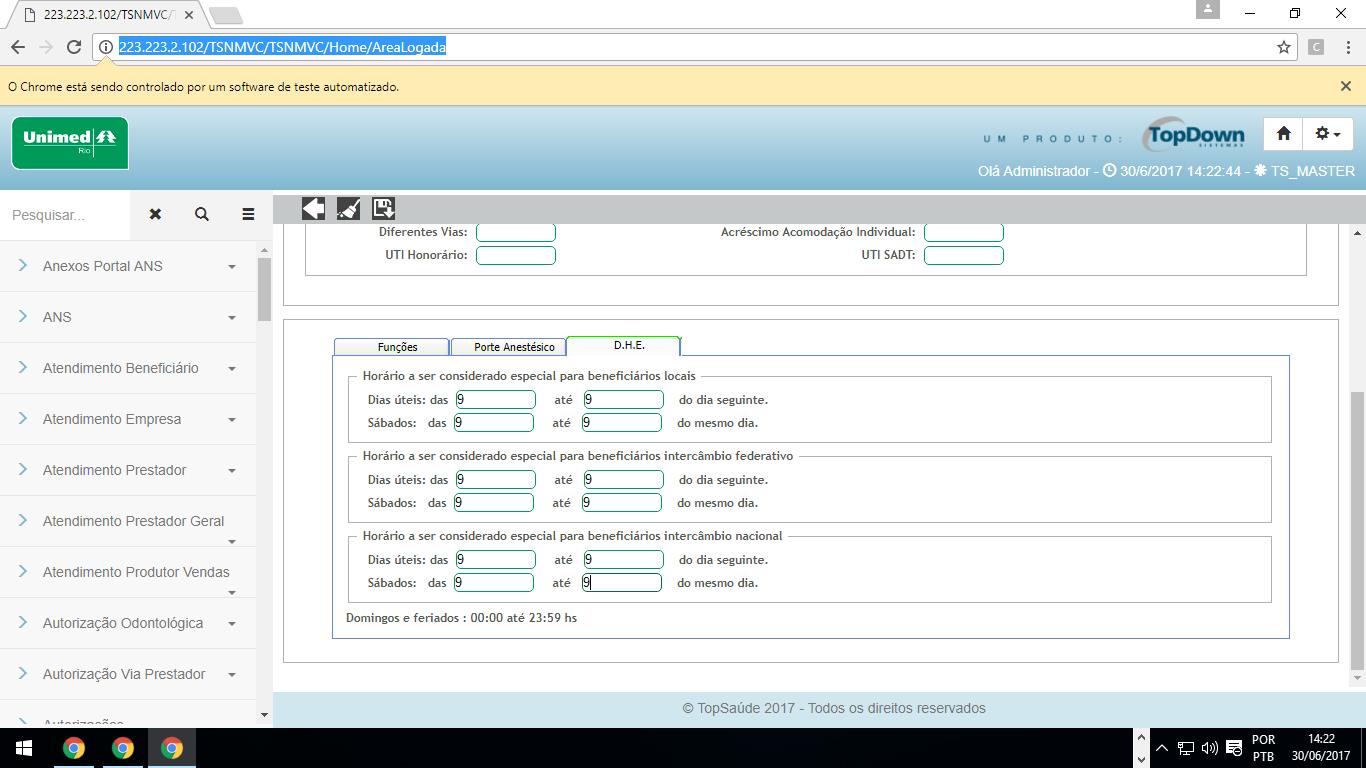 223.223.2.102/TSNMVC/T
223.223.2.102/TSNMVC/TSNMVC/Home/AreaLogada
C
O Chrome está sendo controlado por um software de teste automatizado.
Unimed
Rio
UM PRODUTO:
TopDown
SISTEMAS
Olá Administrador - 30/6/2017 14:22:44 - TS_MASTER
Pesquisar...
Anexos Portal ANS
ANS
Atendimento Beneficiário
Atendimento Empresa
Atendimento Prestador
Atendimento Prestador Geral
Atendimento Produtor Vendas
Autorização Odontológica
Autorização Via Prestador
Autorizações
Diferentes Vias: Acréscimo Acomodação Individual:
UTI Honorário: UTI SADT:
Funções Porte Anestésico D.H.E.
Horário a ser considerado especial para beneficiários locais
Dias úteis: das 9 até 9 do dia seguinte.
Sábados: das 9 até 9 do mesmo dia.
Horário a ser considerado especial para beneficiários intercâmbio federativo
Dias úteis: das 9 até 9 do dia seguinte.
Sábados: das 9 até 9 do mesmo dia.
Horário a ser considerado especial para beneficiários intercâmbio nacional
Dias úteis: das 9 até 9 do dia seguinte.
Sábados: das 9 até 9 do mesmo dia.
Domingos e feriados : 00:00 até 23:59 hs
© TopSaúde 2017 - Todos os direitos reservados
POR
PTB
14:22
30/06/2017